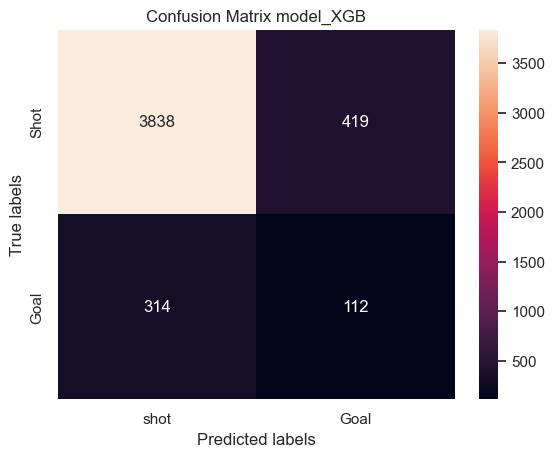 Confusion Matrix model_XGB
True labels
Shot
Goal
3838
419
314
112
shot
Goal
Predicted labels
3500
3000
2500
2000
1500
1000
500